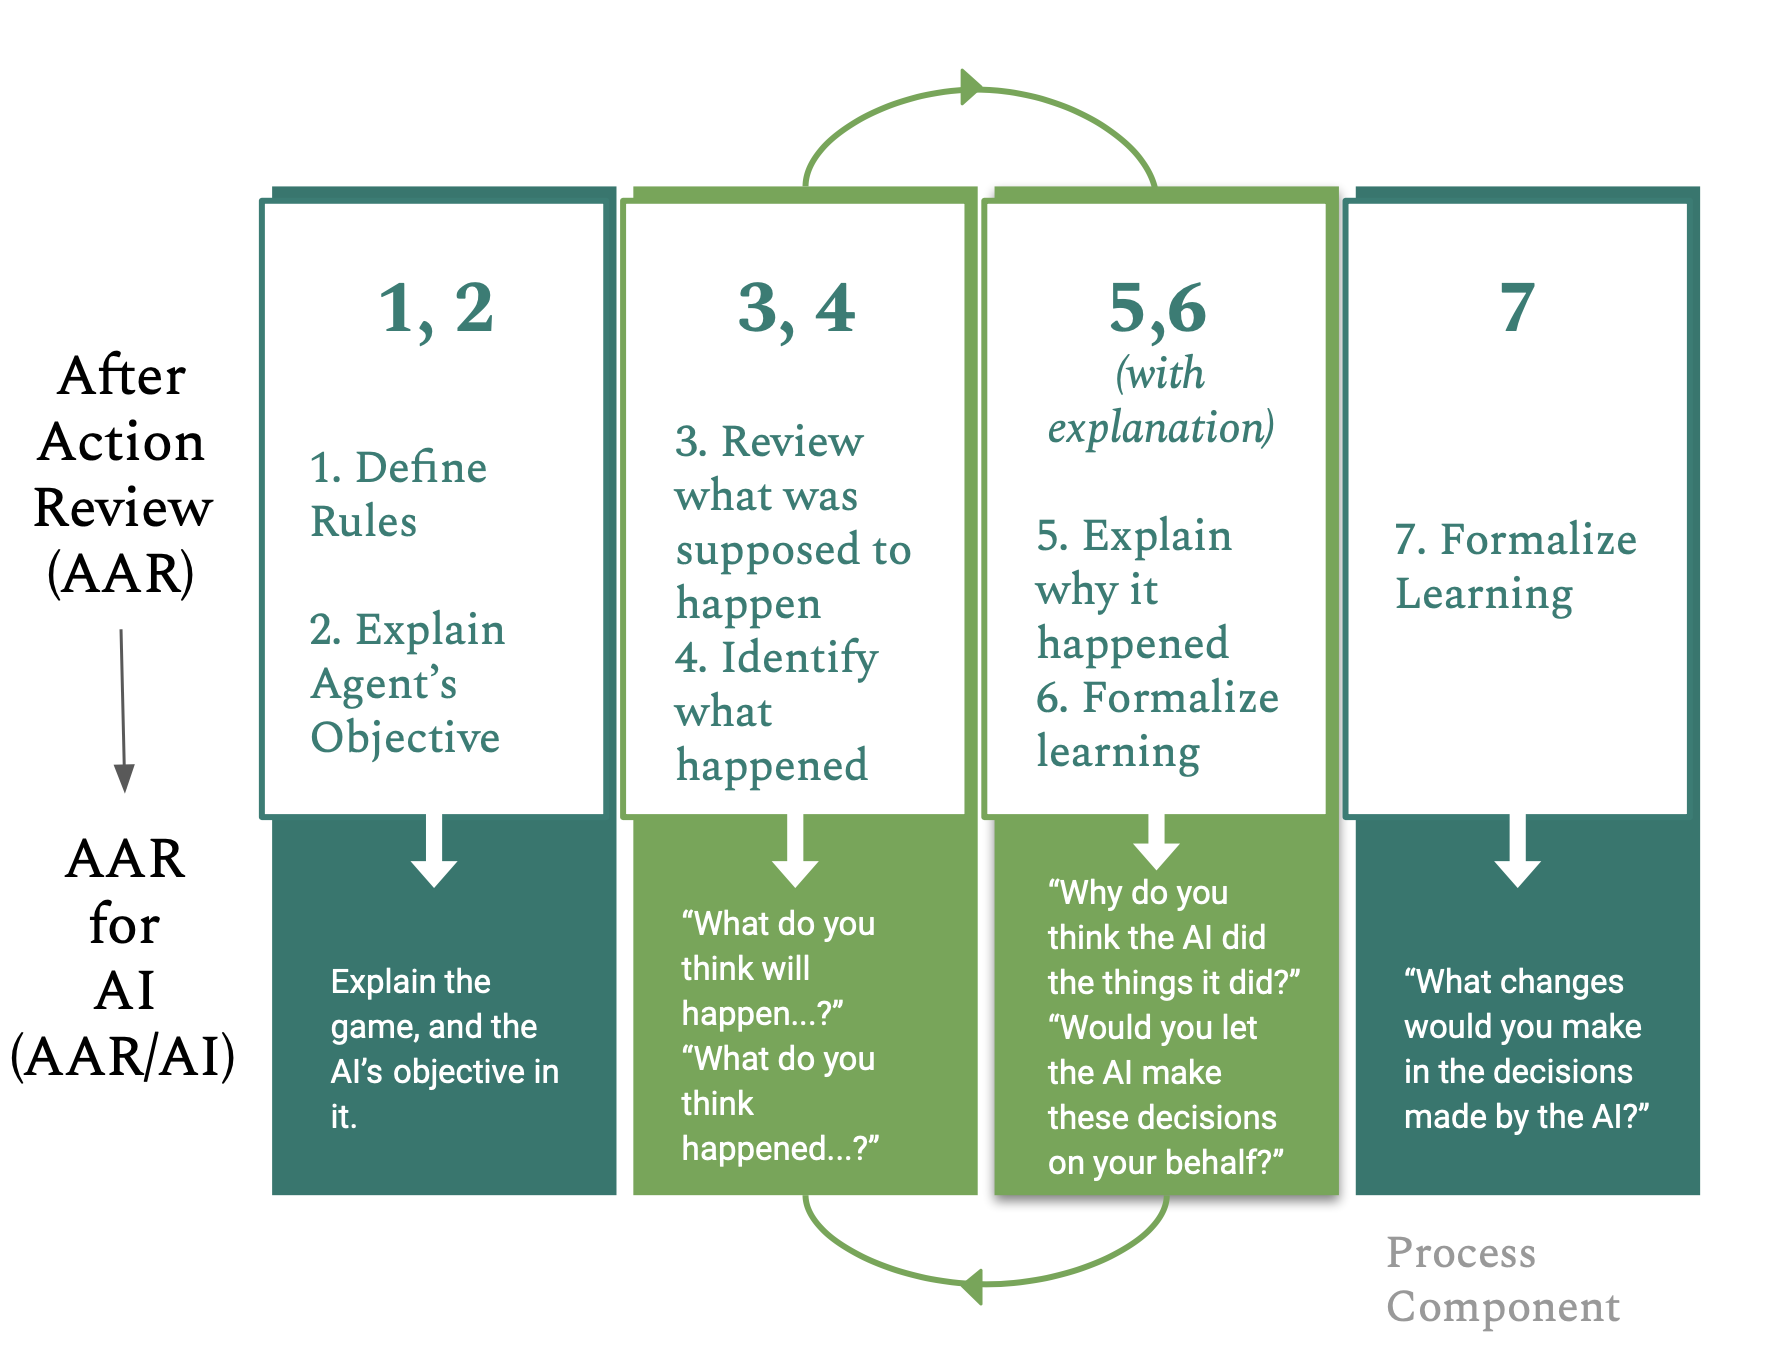 After
Action
Review
(AAR)
AAR
for
AI
(AAR/AI)
1, 2
1. Define
Rules
2. Explain
Agent’s
Objective
Explain the
game, and the
AI’s objective in
it.
3, 4
3. Review
what was
supposed to
happen
4. Identify
what
happened
“What do you
think will
happen...?”
“What do you
think
happened...?”
5,6
(with
explanation)
5. Explain
why it
happened
6. Formalize
learning
“Why do you
think the AI did
the things it did?”
“Would you let
the AI make
these decisions
on your behalf?”
7
7. Formalize
Learning
“What changes
would you make
in the decisions
made by the AI?”
Process
Component